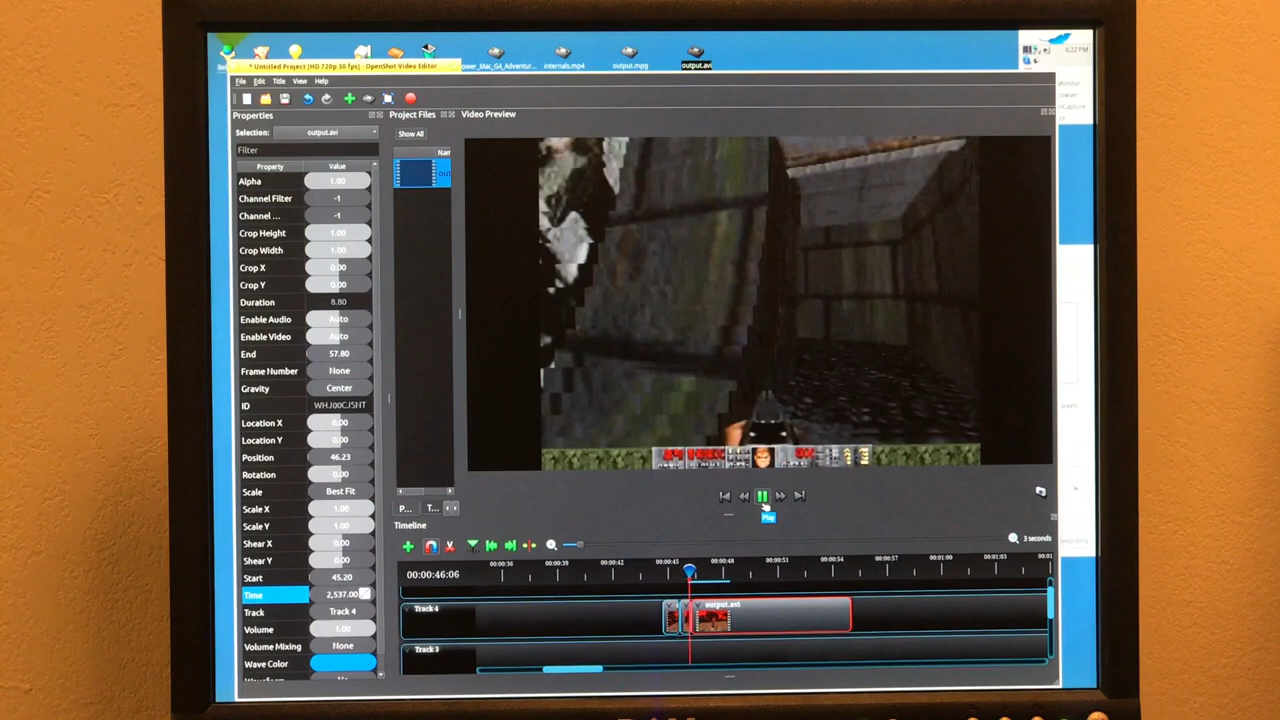 6:22 PM
internals.mp4
output.mpg
output.avi
* Untitled Project [HD 720p 30 fps] - OpenShot Video Editor
File Edit Title View Help
Properties
Project Files
Video Preview
Selection: output.avi
Show All
Filter
Property Value
Alpha 1.00
Channel Filter -1
Channel ... -1
Crop Height 1.00
Crop Width 1.00
Crop X 0.00
Crop Y 0.00
Duration 8.80
Enable Audio Auto
Enable Video Auto
End 57.80
Frame Number None
Gravity Center
ID WHJ00CJSNT
Location X 0.00
Location Y 0.00
Position 46.23
Rotation 0.00
Scale Best Fit
Scale X 1.00
Scale Y 1.00
Shear X 0.00
Shear Y 0.00
Start 45.20
Time 2,537.00
Track Track 4
Volume 1.00
Volume Mixing None
Wave Color
P... T...
Play
Timeline
3 seconds
00:00:46:06
00:00:36 00:00:39 00:00:42 00:00:45 00:00:48 00:00:51 00:00:54 00:00:57 00:01:00 00:01:03
Track 4
output.avi
Track 3